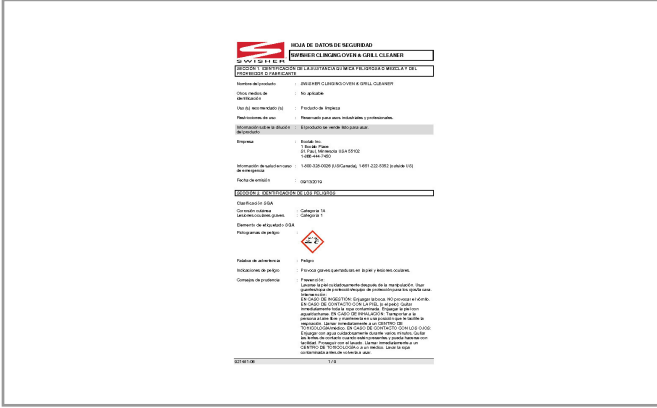 SWISHER
HOJA DE DATOS DE SEGURIDAD
SWISHER CLINGING OVEN & GRILL CLEANER
SECCIÓN 1. IDENTIFICACIÓN DE LA SUSTANCIA QUÍMICA PELIGROSA O MEZCLA Y DEL
PROVEEDOR O FABRICANTE
Nombre del producto : SWISHER CLINGING OVEN & GRILL CLEANER
Otros medios de : No aplicable
identificación
Uso (s) recomendado (s) : Producto de limpieza
Restricciones de uso : Reservado para usos industriales y profesionales.
Información sobre la dilución : El producto se vende listo para usar.
del producto
Empresa : Ecolab Inc.
1 Ecolab Place
St. Paul, Minnesota USA 55102
1-866-444-7450
Información de salud en caso : 1-800-328-0026 (US/Canadá), 1-651-222-5352 (outside US)
de emergencia
Fecha de emisión : 09/13/2019
SECCIÓN 2. IDENTIFICACIÓN DE LOS PELIGROS
Clasificación SGA
Corrosión cutánea : Categoría 1A
Lesiones oculares graves : Categoría 1
Elemento de etiquetado SGA
Pictogramas de peligro :
Palabra de advertencia : Peligro
Indicaciones de peligro : Provoca graves quemaduras en la piel y lesiones oculares.
Consejos de prudencia : Prevención:
Lavarse la piel cuidadosamente después de la manipulación. Usar
guantes/ropa de protección/equipo de protección para los ojos/la cara.
Intervención:
EN CASO DE INGESTIÓN: Enjuagar la boca. NO provocar el vómito.
EN CASO DE CONTACTO CON LA PIEL (o el pelo): Quitar
inmediatamente toda la ropa contaminada. Enjuagar la piel con
agua/ducharse. EN CASO DE INHALACIÓN: Transportar a la
persona al aire libre y mantenerla en una posición que le facilite la
respiración. Llamar inmediatamente a un CENTRO DE
TOXICOLOGÍA/médico. EN CASO DE CONTACTO CON LOS OJOS:
Enjuagar con agua cuidadosamente durante varios minutos. Quitar
las lentes de contacto cuando estén presentes y pueda hacerse con
facilidad. Proseguir con el lavado. Llamar inmediatamente a un
CENTRO DE TOXICOLOGÍA o a un médico. Lavar la ropa
contaminada antes de volverla a usar.
921481-06 1 / 8